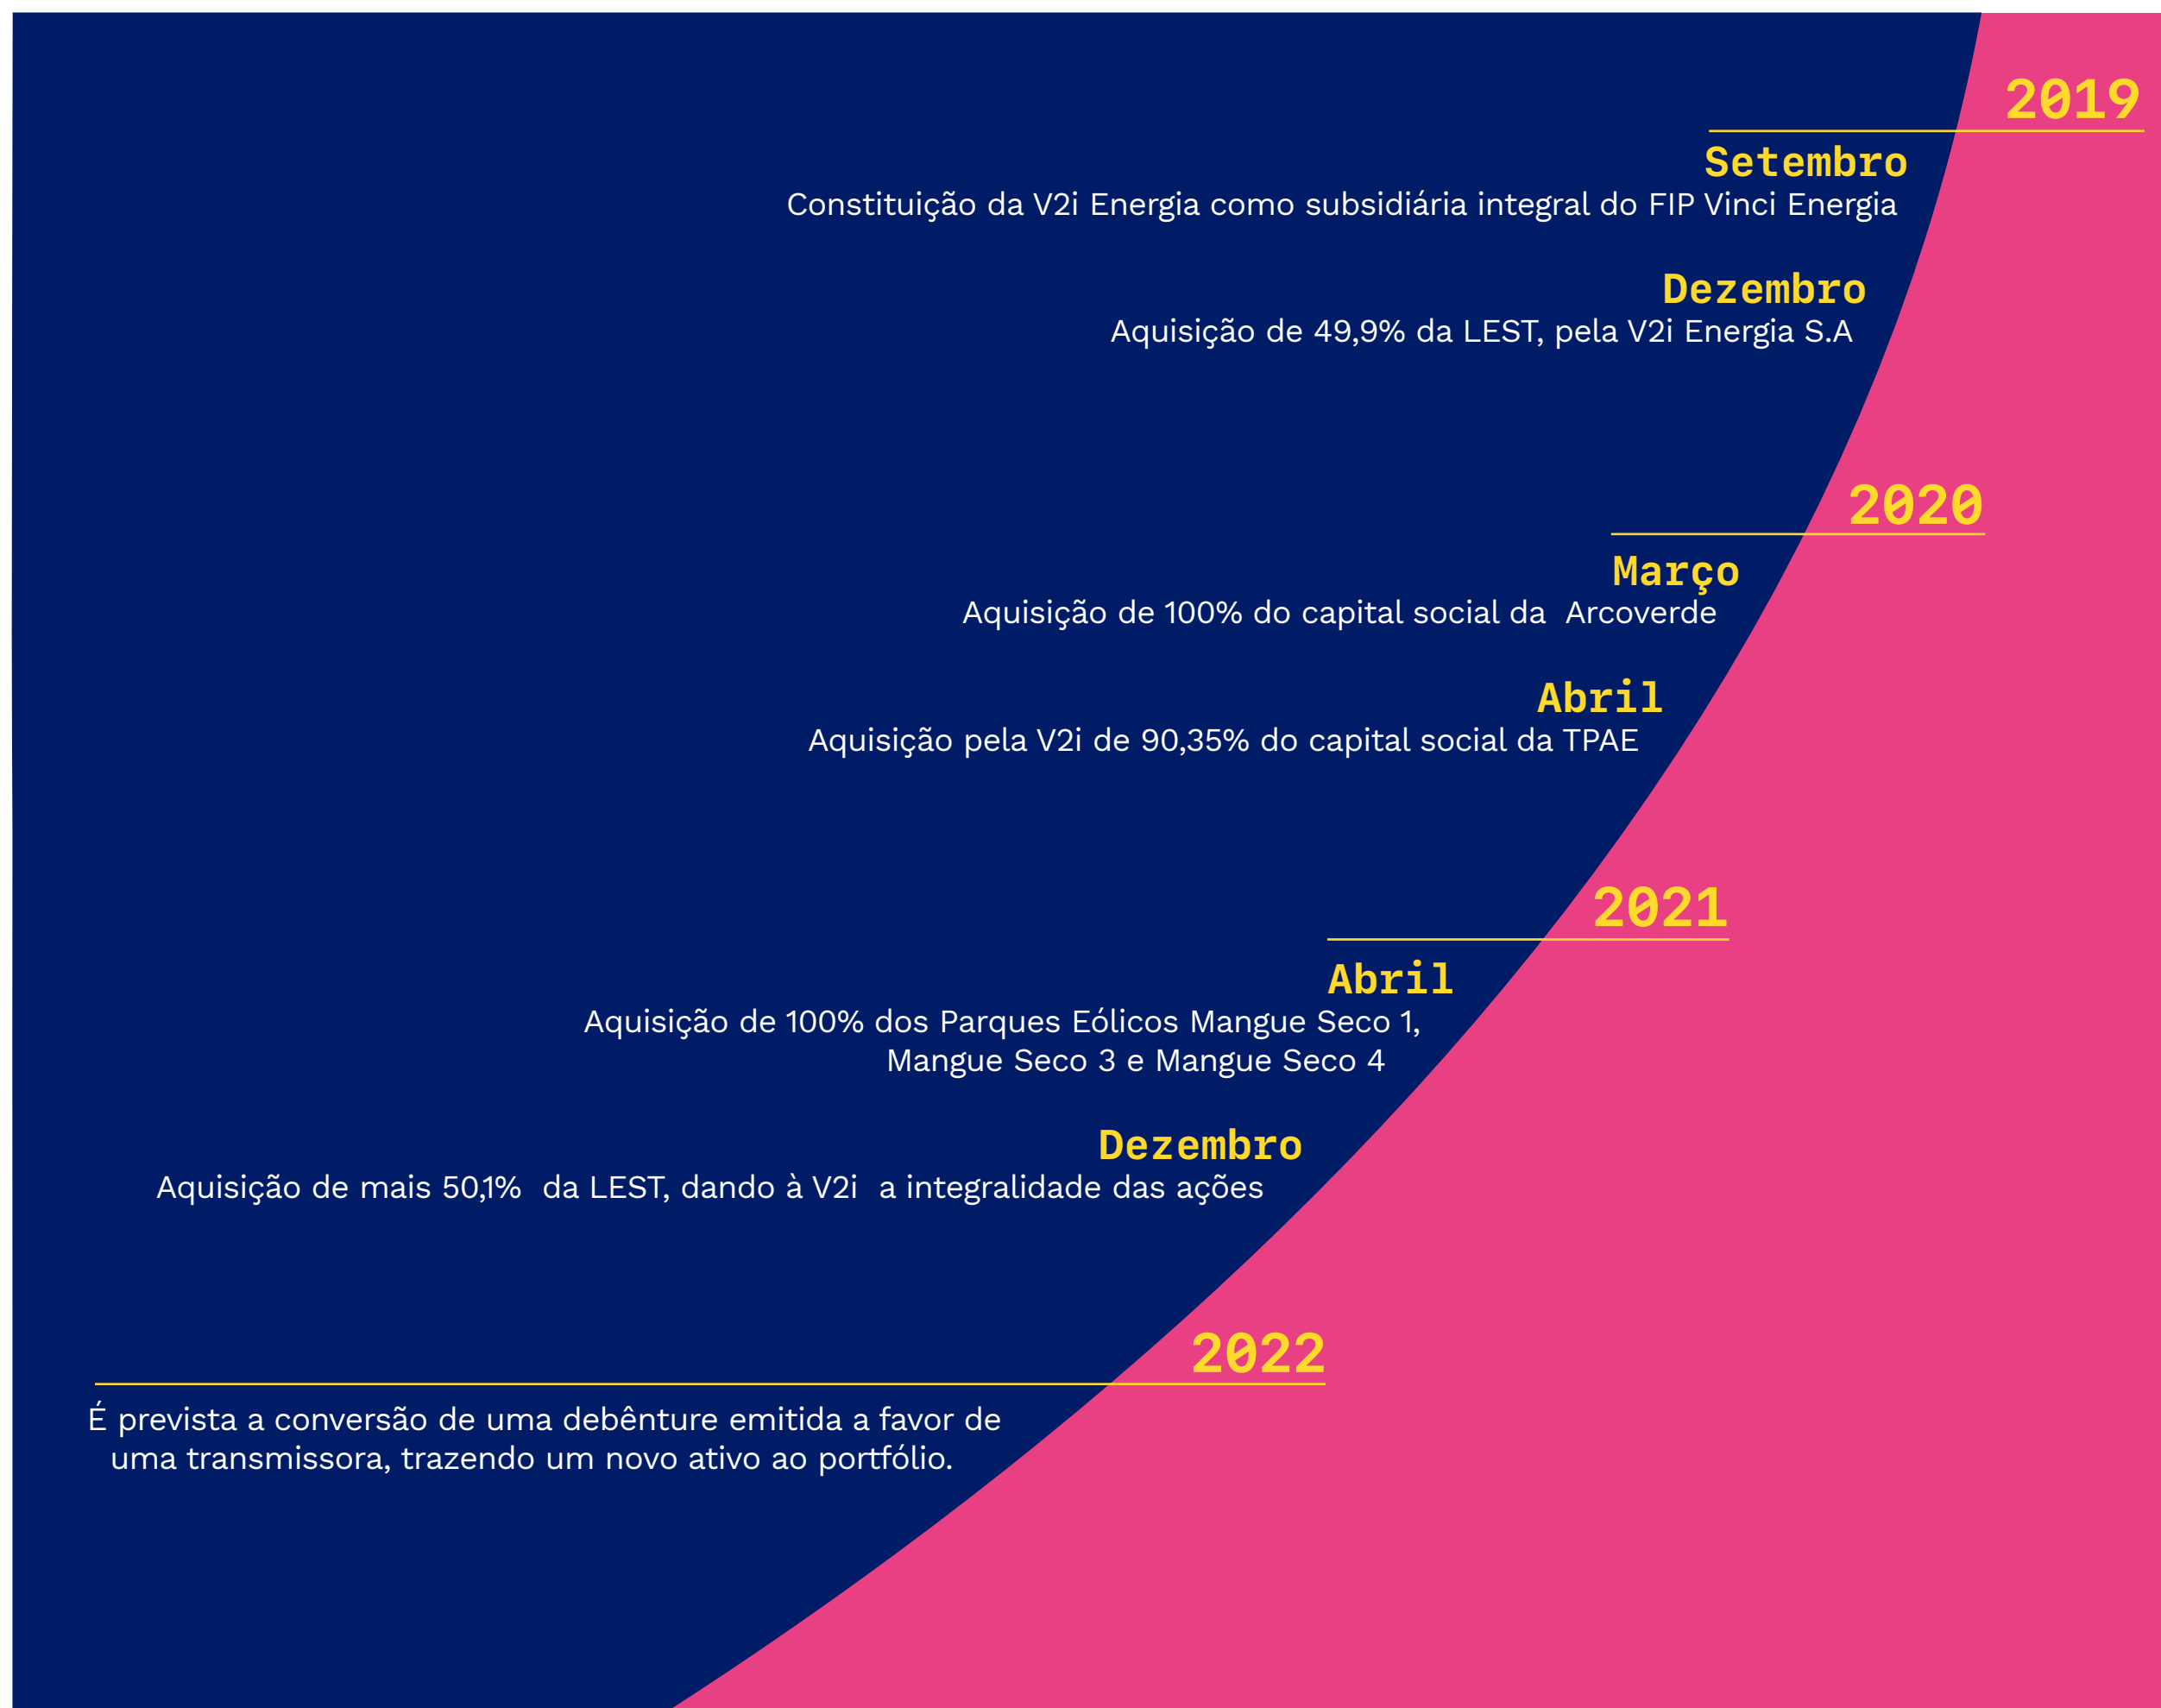 2019
Setembro
Constituição da V2i Energia como subsidiária integral do FIP Vinci Energia
Dezembro
Aquisição de 49,9% da LEST, pela V2i Energia S.A
2020
Março
Aquisição de 100% do capital social da  Arcoverde
Abril
Aquisição pela V2i de 90,35% do capital social da TPAE
2021
Abril
Aquisição de 100% dos Parques Eólicos Mangue Seco 1,
Mangue Seco 3 e Mangue Seco 4
Dezembro
Aquisição de mais 50,1%  da LEST, dando à V2i  a integralidade das ações
2022
É prevista a conversão de uma debênture emitida a favor de
uma transmissora, trazendo um novo ativo ao portfólio.